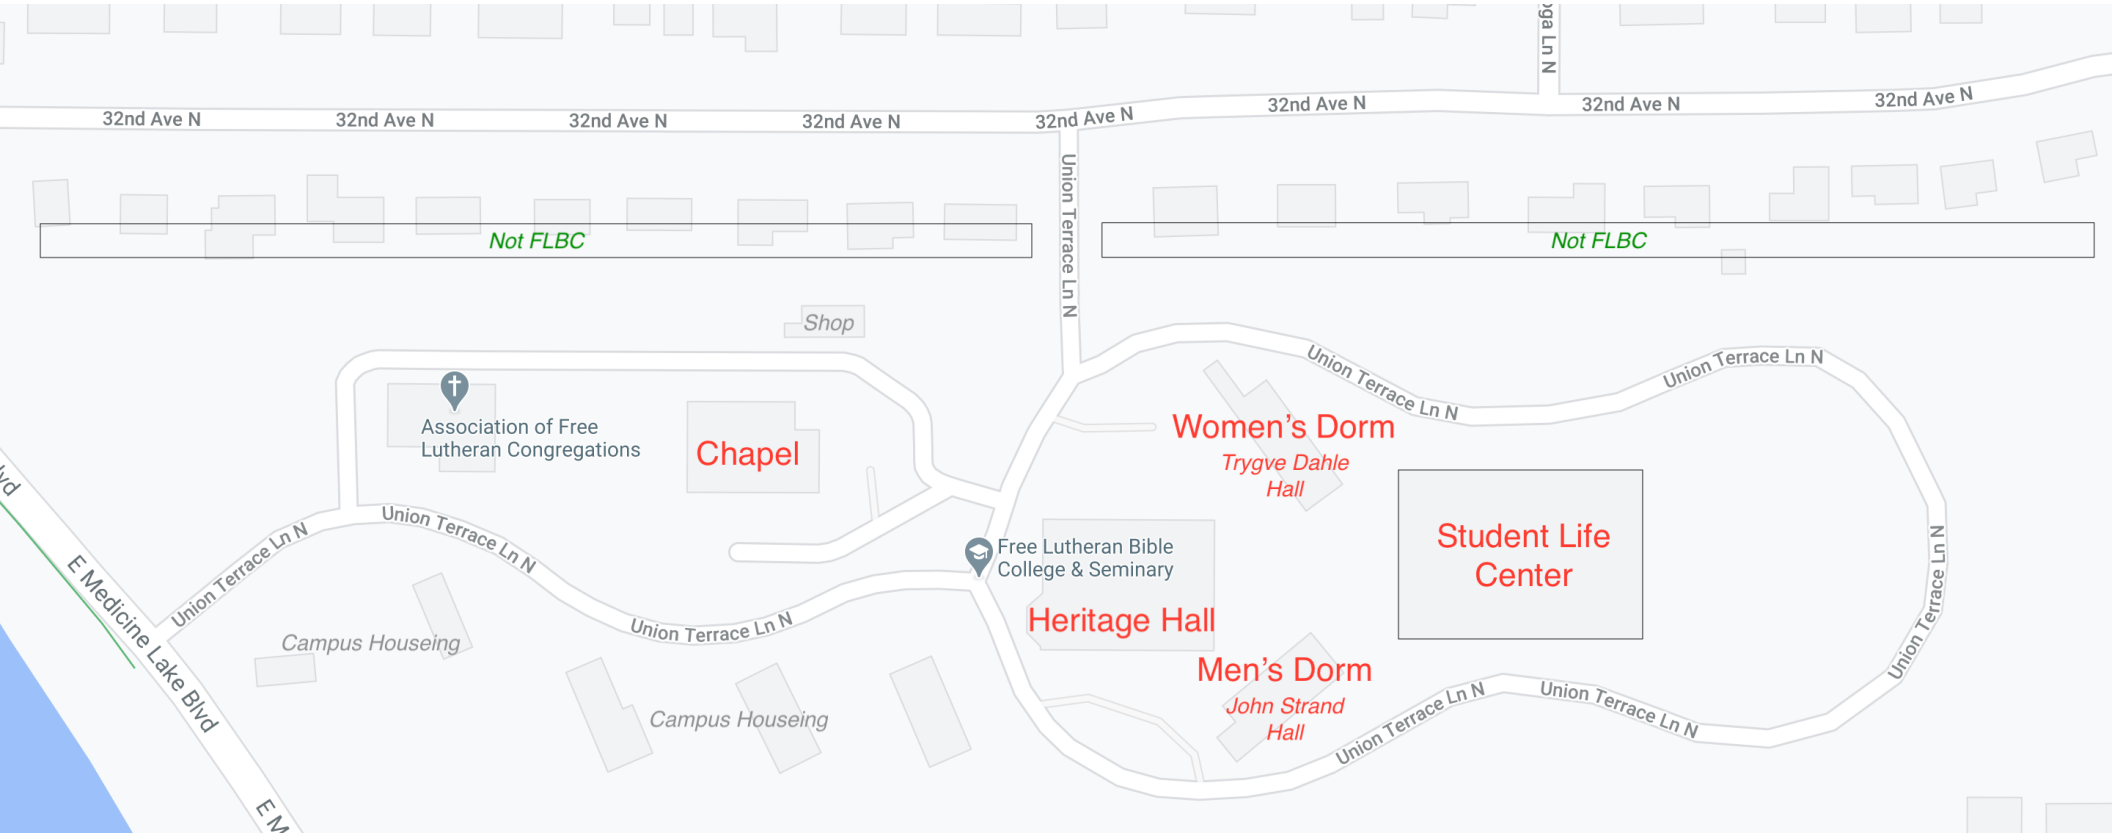 oga Ln N
32nd Ave N
32nd Ave N
32nd Ave N
32nd Ave N
32nd Ave N
32nd Ave N
32nd Ave N
32nd Ave N
Union Terrace Ln N
Not FLBC
Not FLBC
Shop
Union Terrace Ln N
Union Terrace Ln N
Association of Free
Lutheran Congregations
Chapel
Women's Dorm
Trygve Dahle
Hall
lvd
Union Terrace Ln N
Union Terrace Ln N
Student Life
Center
Free Lutheran Bible
College & Seminary
Heritage Hall
Union Terrace Ln N
Union Terrace Ln N
E Medicine Lake Blvd
Campus Houseing
Campus Houseing
Men's Dorm
John Strand
Hall
Union Terrace Ln N
Union Terrace Ln N
E M